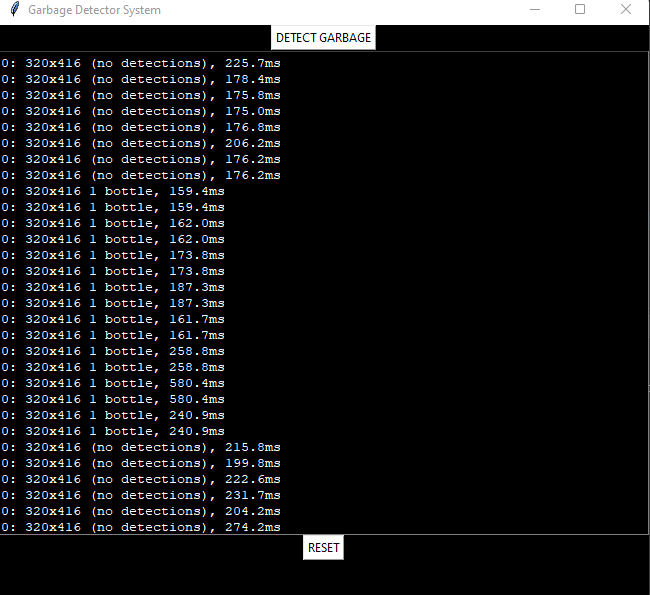 Garbage Detector System
DETECT GARBAGE
0: 320x416 (no detections), 225.7ms
0: 320x416 (no detections), 178.4ms
0: 320x416 (no detections), 175.8ms
0: 320x416 (no detections), 175.0ms
0: 320x416 (no detections), 176.8ms
0: 320x416 (no detections), 206.2ms
0: 320x416 (no detections), 176.2ms
0: 320x416 (no detections), 176.2ms
0: 320x416 1 bottle, 159.4ms
0: 320x416 1 bottle, 159.4ms
0: 320x416 1 bottle, 162.0ms
0: 320x416 1 bottle, 162.0ms
0: 320x416 1 bottle, 173.8ms
0: 320x416 1 bottle, 173.8ms
0: 320x416 1 bottle, 187.3ms
0: 320x416 1 bottle, 187.3ms
0: 320x416 1 bottle, 161.7ms
0: 320x416 1 bottle, 161.7ms
0: 320x416 1 bottle, 258.8ms
0: 320x416 1 bottle, 258.8ms
0: 320x416 1 bottle, 580.4ms
0: 320x416 1 bottle, 580.4ms
0: 320x416 1 bottle, 240.9ms
0: 320x416 1 bottle, 240.9ms
0: 320x416 (no detections), 215.8ms
0: 320x416 (no detections), 199.8ms
0: 320x416 (no detections), 222.6ms
0: 320x416 (no detections), 231.7ms
0: 320x416 (no detections), 204.2ms
0: 320x416 (no detections), 274.2ms
RESET